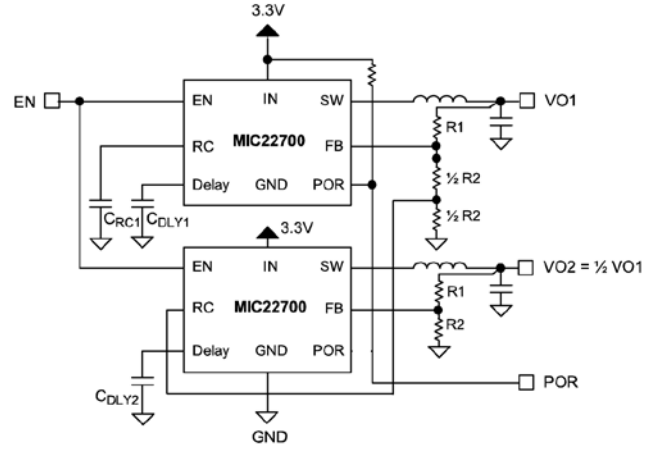 3.3V
EN
EN IN SW
VO1
R1
RC MIC22700 FB
½ R2
Delay GND POR
½ R2
CRC1 CDLY1
3.3V
EN IN SW
VO2 = ½ VO1
R1
RC MIC22700 FB
R2
Delay GND POR
CDLY2
POR
GND